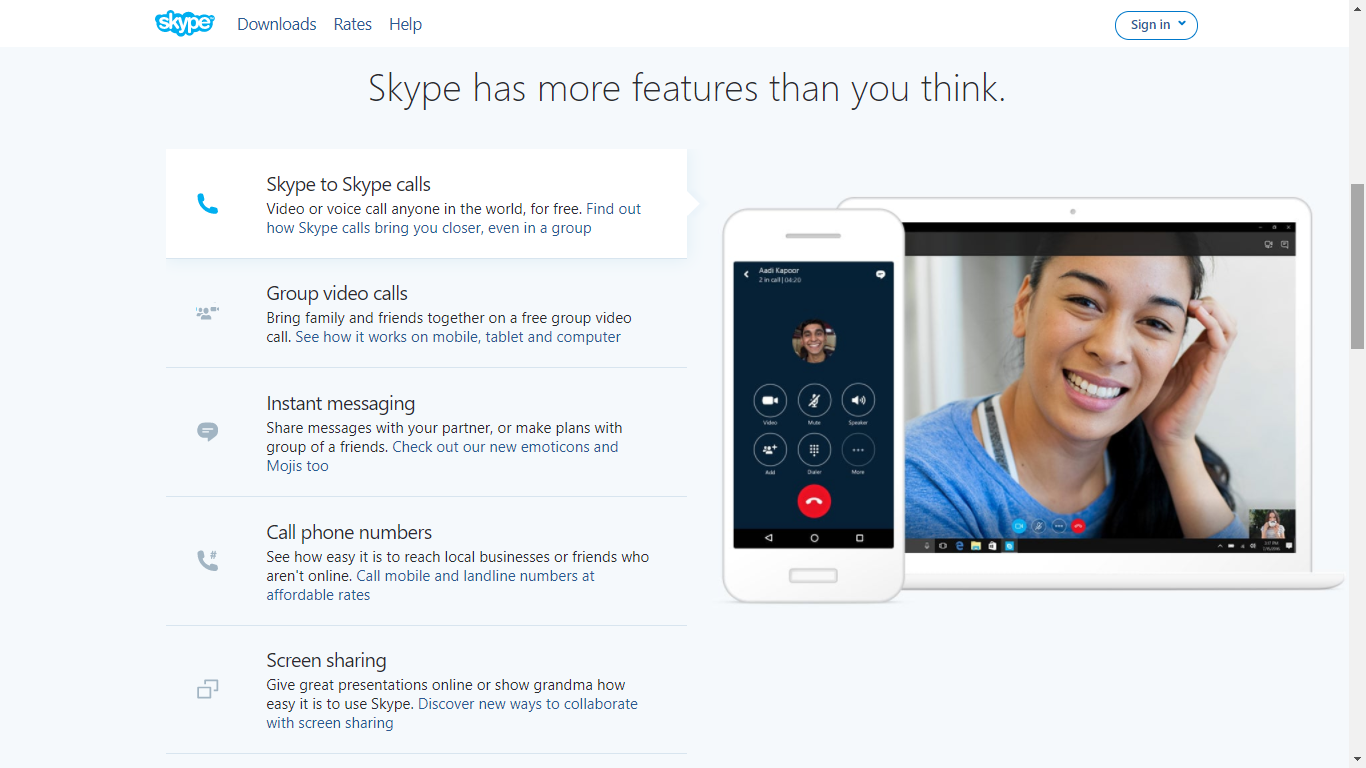 skype
Downloads Rates Help
Sign in
Skype has more features than you think.
Skype to Skype calls
Video or voice call anyone in the world, for free. Find out
how Skype calls bring you closer, even in a group
Group video calls
Bring family and friends together on a free group video
call. See how it works on mobile, tablet and computer
Instant messaging
Share messages with your partner, or make plans with
group of a friends. Check out our new emoticons and
Mojis too
Call phone numbers
See how easy it is to reach local businesses or friends who
aren't online. Call mobile and landline numbers at
affordable rates
Screen sharing
Give great presentations online or show grandma how
easy it is to use Skype. Discover new ways to collaborate
with screen sharing
Aadi Kapoor
2 in call | 04:20
Video Mute Speaker
Add Dialer More